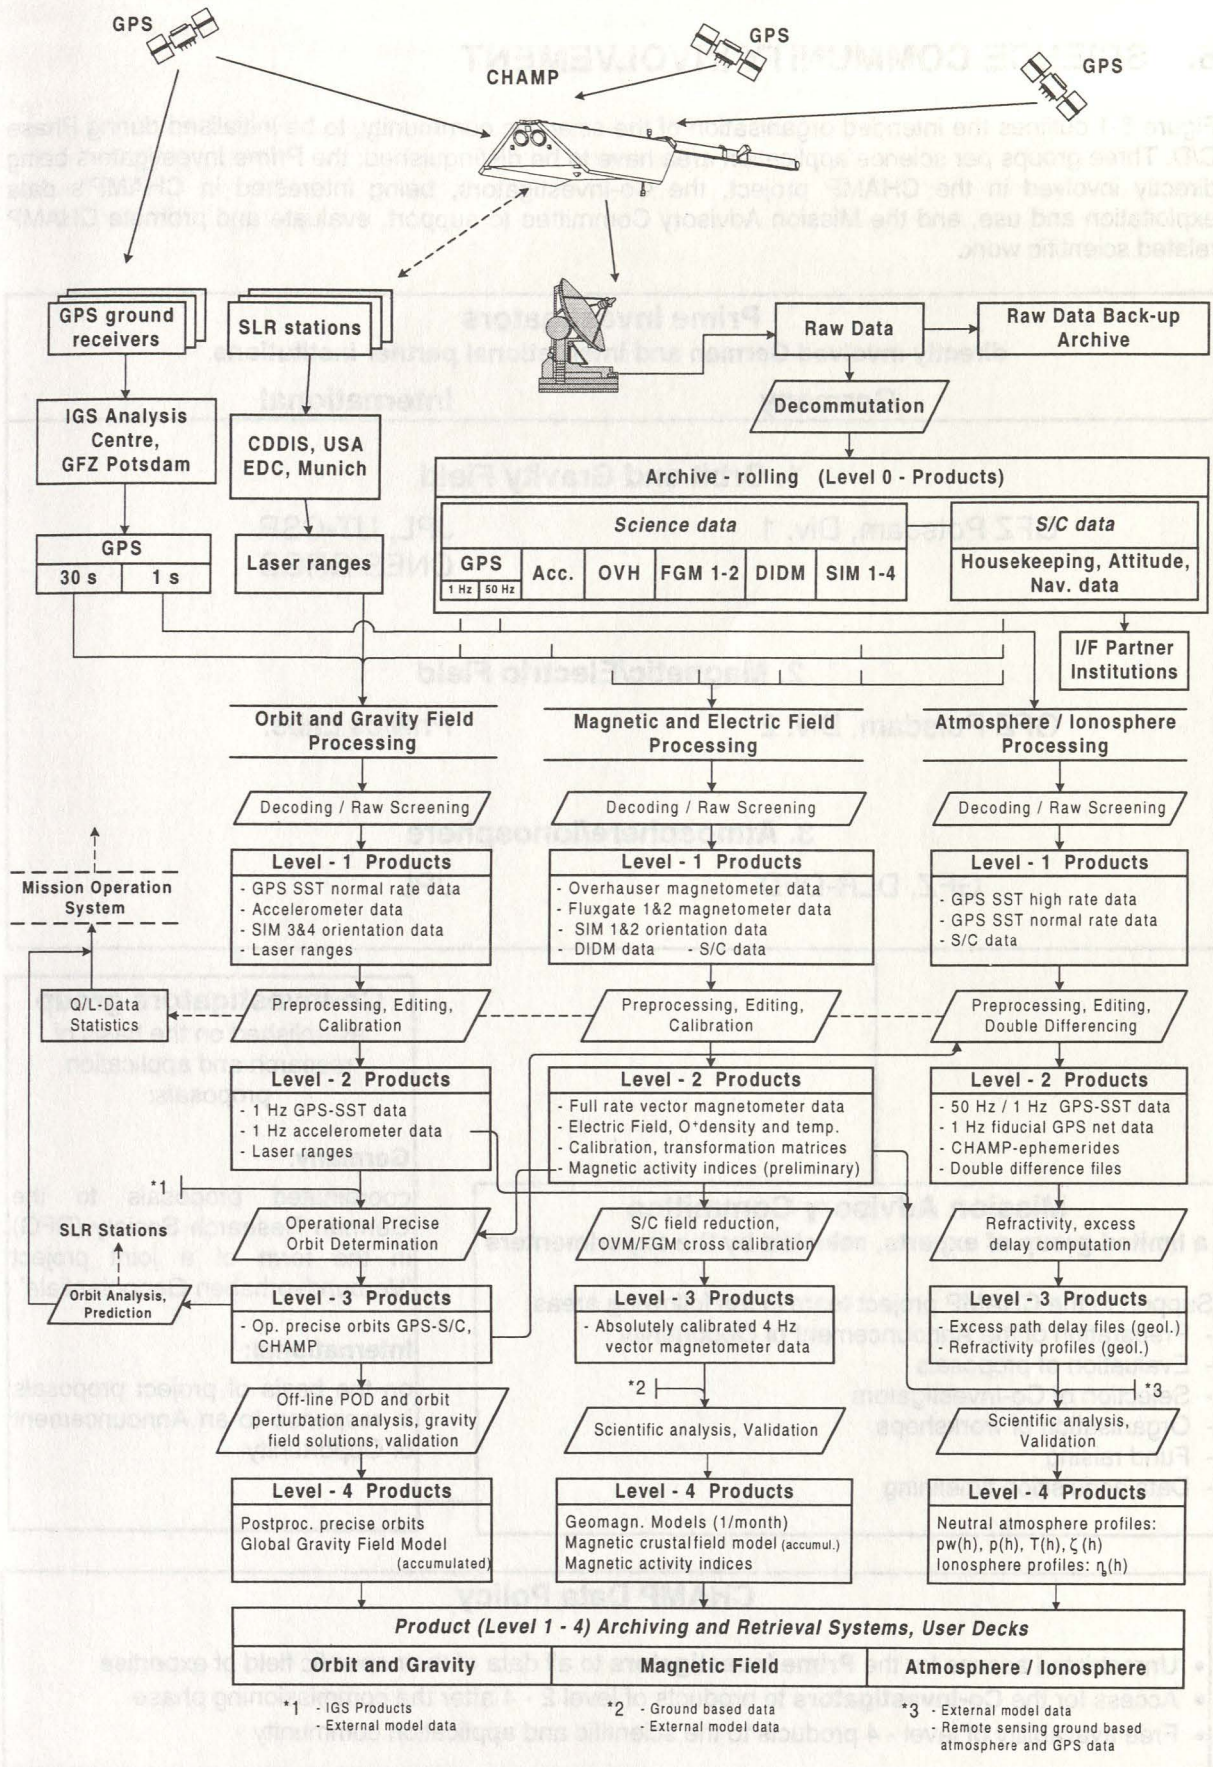 GPS
GPS
CHAMP
GPS
GPS ground
receivers
SLR stations
Raw Data
Raw Data Back-up
Archive
Decommutation
IGS Analysis
Centre,
GFZ Potsdam
CDDIS, USA
EDC, Munich
Archive - rolling (Level 0 - Products)
Science data
S/C data
GPS
30 s 1 s
Laser ranges
GPS
1 Hz 50 Hz
Acc. OVH FGM 1-2 DIDM SIM 1-4
Housekeeping, Attitude,
Nav. data
I/F Partner
Institutions
Orbit and Gravity Field
Processing
Magnetic and Electric Field
Processing
Atmosphere / Ionosphere
Processing
Decoding / Raw Screening
Decoding / Raw Screening
Decoding / Raw Screening
Mission Operation
System
Level - 1 Products
- GPS SST normal rate data
- Accelerometer data
- SIM 3&4 orientation data
- Laser ranges
Level - 1 Products
- Overhauser magnetometer data
- Fluxgate 1&2 magnetometer data
- SIM 1&2 orientation data
- DIDM data - S/C data
Level - 1 Products
- GPS SST high rate data
- GPS SST normal rate data
- S/C data
Q/L-Data
Statistics
Preprocessing, Editing,
Calibration
Preprocessing, Editing,
Calibration
Preprocessing, Editing,
Double Differencing
Level - 2 Products
- 1 Hz GPS-SST data
- 1 Hz accelerometer data
- Laser ranges
Level - 2 Products
- Full rate vector magnetometer data
- Electric Field, O+density and temp.
- Calibration, transformation matrices
- Magnetic activity indices (preliminary)
Level - 2 Products
- 50 Hz / 1 Hz GPS-SST data
- 1 Hz fiducial GPS net data
- CHAMP-ephemerides
- Double difference files
*1
SLR Stations
Operational Precise
Orbit Determination
S/C field reduction,
OVM/FGM cross calibration
Refractivity, excess
delay computation
Orbit Analysis,
Prediction
Level - 3 Products
- Op. precise orbits GPS-S/C,
CHAMP
Level - 3 Products
- Absolutely calibrated 4 Hz
vector magnetometer data
Level - 3 Products
- Excess path delay files (geol.)
- Refractivity profiles (geol.)
*2
*3
Off-line POD and orbit
perturbation analysis, gravity
field solutions, validation
Scientific analysis, Validation
Scientific analysis,
Validation
Level - 4 Products
Postproc. precise orbits
Global Gravity Field Model
(accumulated)
Level - 4 Products
Geomagn. Models (1/month)
Magnetic crustalfield model (accumul.)
Magnetic activity indices
Level - 4 Products
Neutral atmosphere profiles:
pw(h), p(h), T(h), ζ(h)
Ionosphere profiles: ηe(h)
Product (Level 1 - 4) Archiving and Retrieval Systems, User Decks
Orbit and Gravity
Magnetic Field
Atmosphere / Ionosphere
*1 - IGS Products
- External model data
*2 - Ground based data
- External model data
*3 - External model data
- Remote sensing ground based
atmosphere and GPS data